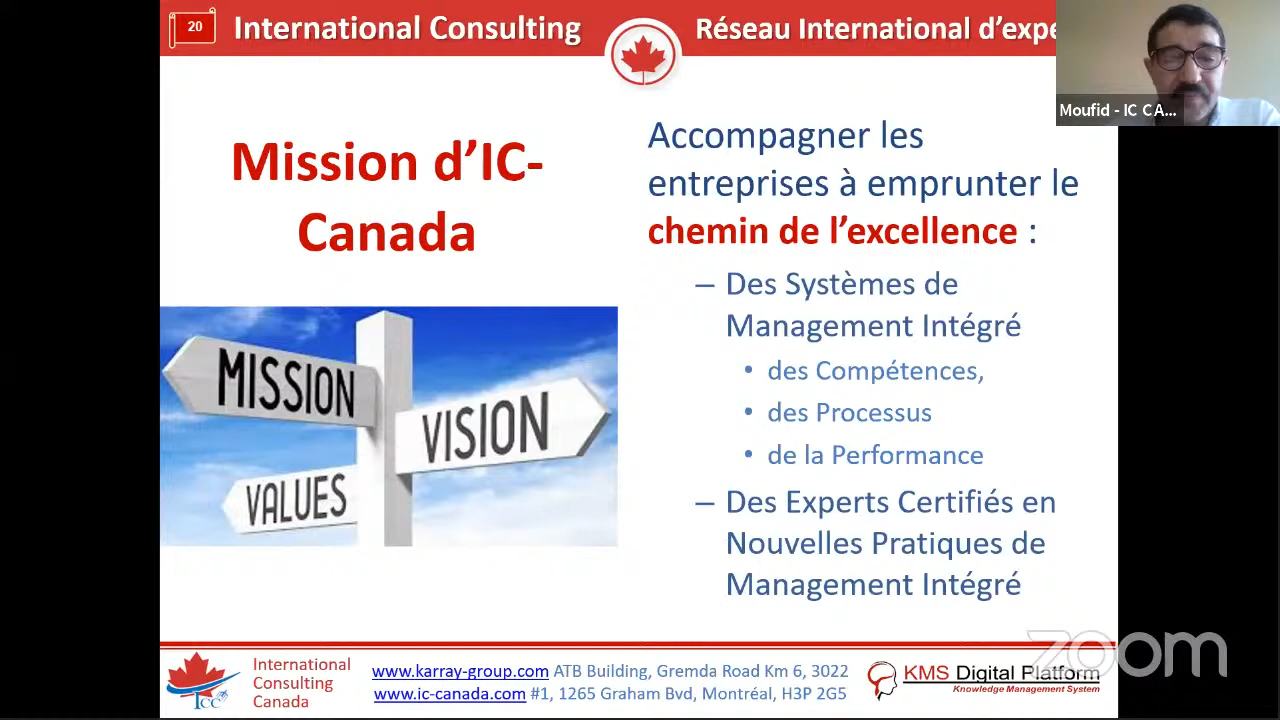 20
International Consulting
Réseau International d’expe
Moufid - IC CA...
Mission d’IC-
Canada
MISSION
VISION
VALUES
Accompagner les
entreprises à emprunter le
chemin de l’excellence :
– Des Systèmes de
Management Intégré
• des Compétences,
• des Processus
• de la Performance
– Des Experts Certifiés en
Nouvelles Pratiques de
Management Intégré
ICC
International
Consulting
Canada
www.karray-group.com ATB Building, Gremda Road Km 6, 3022
www.ic-canada.com #1, 1265 Graham Bvd, Montréal, H3P 2G5
KMS Digital Platform
Knowledge Management System
zoom